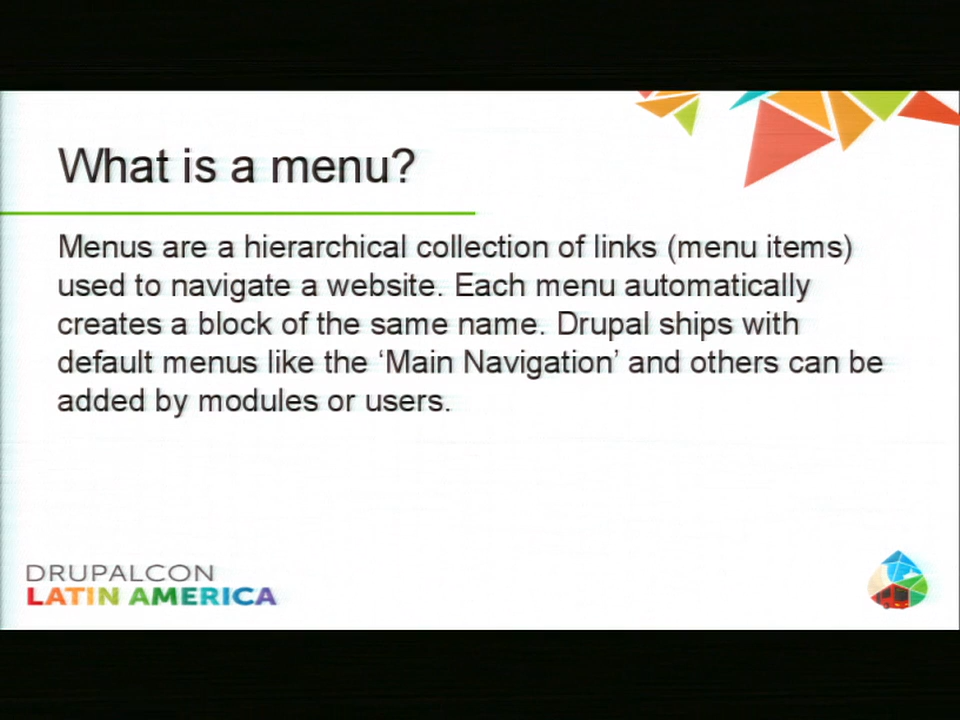 What is a menu?
Menus are a hierarchical collection of links (menu items)
used to navigate a website. Each menu automatically
creates a block of the same name. Drupal ships with
default menus like the ‘Main Navigation’ and others can be
added by modules or users.
DRUPALCON
LATIN AMERICA